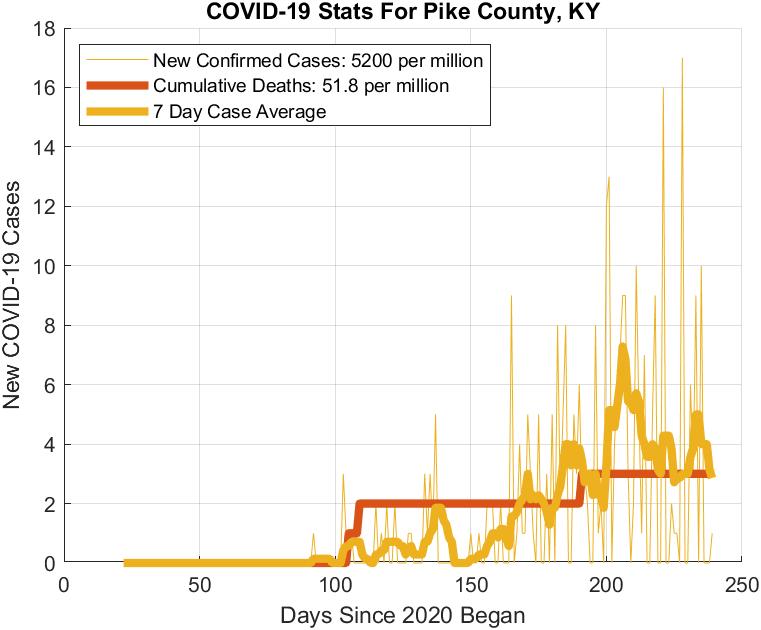 COVID-19 Stats For Pike County, KY
New Confirmed Cases: 5200 per million
Cumulative Deaths: 51.8 per million
7 Day Case Average
New COVID-19 Cases
18
16
14
12
10
8
6
4
2
0
0 50 100 150 200 250
Days Since 2020 Began